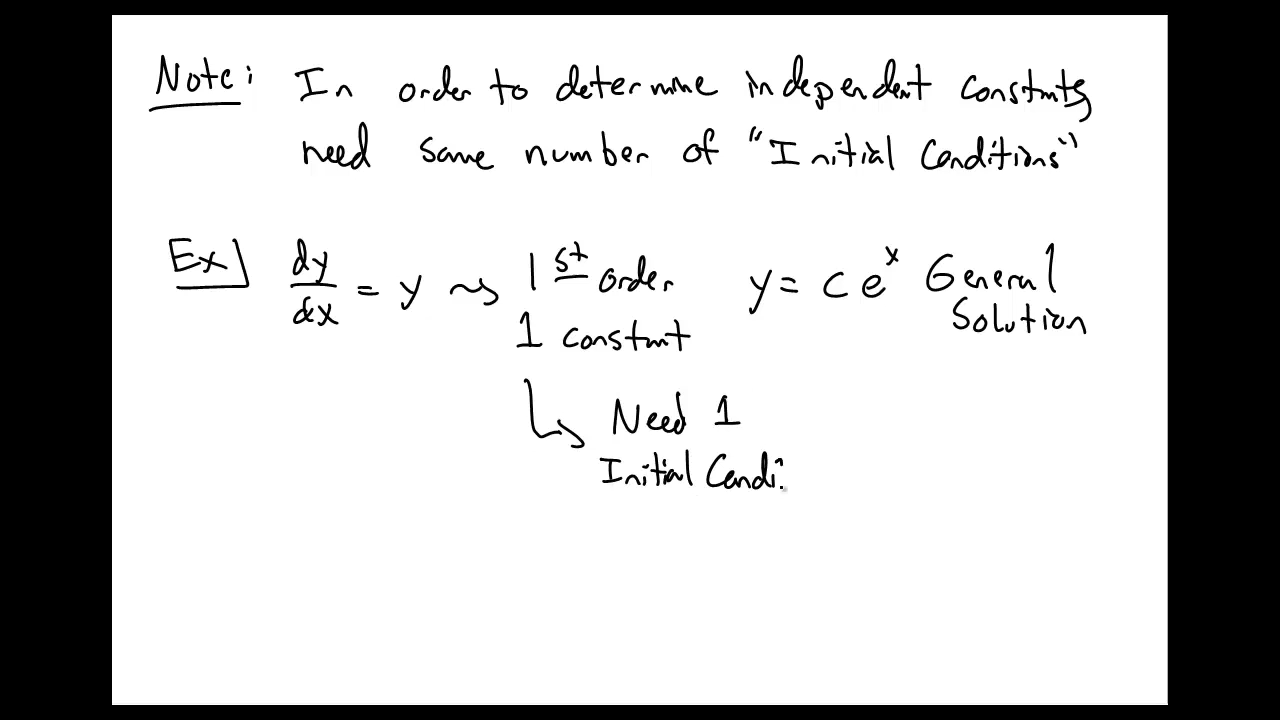 Note: In order to determine independent constants,
need same number of "Initial Conditions"
Ex] dy/dx = y ⇝ 1st order y = ce^x General
1 constant Solution
↳ Need 1
Initial Condi